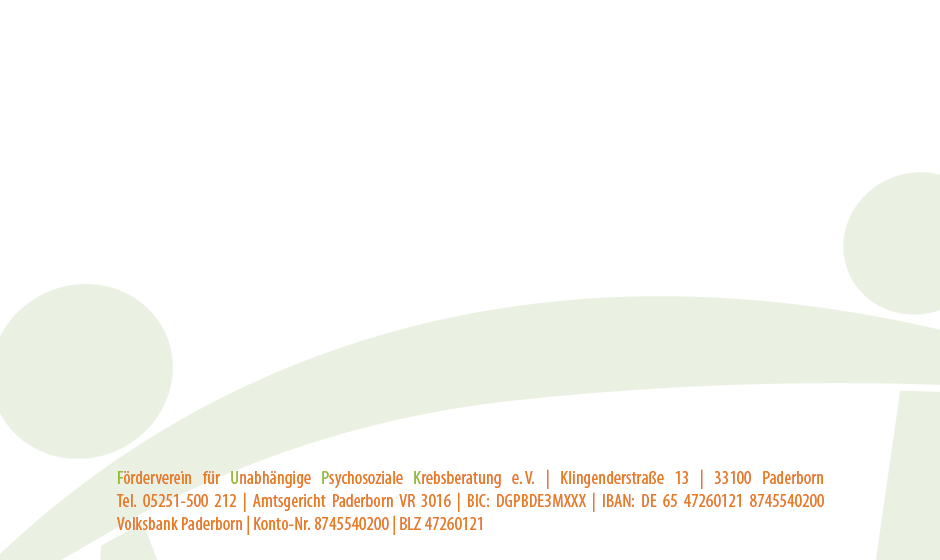 Förderverein für Unabhängige Psychosoziale Krebsberatung e. V. | Klingenderstraße 13 | 33100 Paderborn
Tel. 05251-500 212 | Amtsgericht Paderborn VR 3016 | BIC: DGPBDE3MXXX | IBAN: DE 65 47260121 8745540200
Volksbank Paderborn | Konto-Nr. 8745540200 | BLZ 47260121